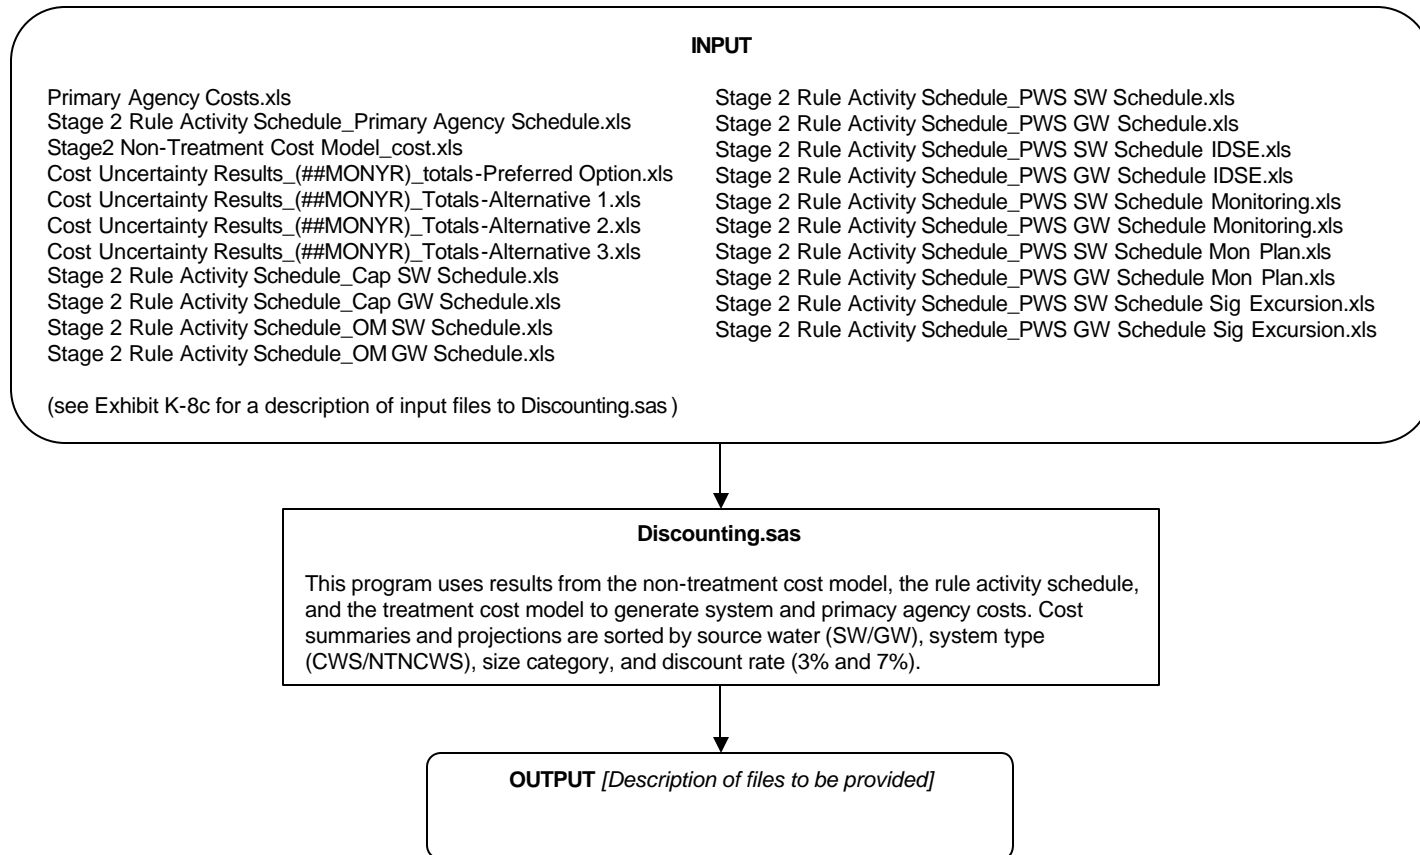 INPUT
Primary Agency Costs.xls
Stage 2 Rule Activity Schedule_Primary Agency Schedule.xls
Stage2 Non-Treatment Cost Model_cost.xls
Cost Uncertainty Results_(##MONYR)_totals-Preferred Option.xls
Cost Uncertainty Results_(##MONYR)_Totals-Alternative 1.xls
Cost Uncertainty Results_(##MONYR)_Totals-Alternative 2.xls
Cost Uncertainty Results_(##MONYR)_Totals-Alternative 3.xls
Stage 2 Rule Activity Schedule_Cap SW Schedule.xls
Stage 2 Rule Activity Schedule_Cap GW Schedule.xls
Stage 2 Rule Activity Schedule_OM SW Schedule.xls
Stage 2 Rule Activity Schedule_OM GW Schedule.xls
(see Exhibit K-8c for a description of input files to Discounting.sas)
Stage 2 Rule Activity Schedule_PWS SW Schedule.xls
Stage 2 Rule Activity Schedule_PWS GW Schedule.xls
Stage 2 Rule Activity Schedule_PWS SW Schedule IDSE.xls
Stage 2 Rule Activity Schedule_PWS GW Schedule IDSE.xls
Stage 2 Rule Activity Schedule_PWS SW Schedule Monitoring.xls
Stage 2 Rule Activity Schedule_PWS GW Schedule Monitoring.xls
Stage 2 Rule Activity Schedule_PWS SW Schedule Mon Plan.xls
Stage 2 Rule Activity Schedule_PWS GW Schedule Mon Plan.xls
Stage 2 Rule Activity Schedule_PWS SW Schedule Sig Excursion.xls
Stage 2 Rule Activity Schedule_PWS GW Schedule Sig Excursion.xls
Discounting.sas
This program uses results from the non-treatment cost model, the rule activity schedule,
and the treatment cost model to generate system and primacy agency costs. Cost
summaries and projections are sorted by source water (SW/GW), system type
(CWS/NTNCWS), size category, and discount rate (3% and 7%).
OUTPUT [Description of files to be provided]